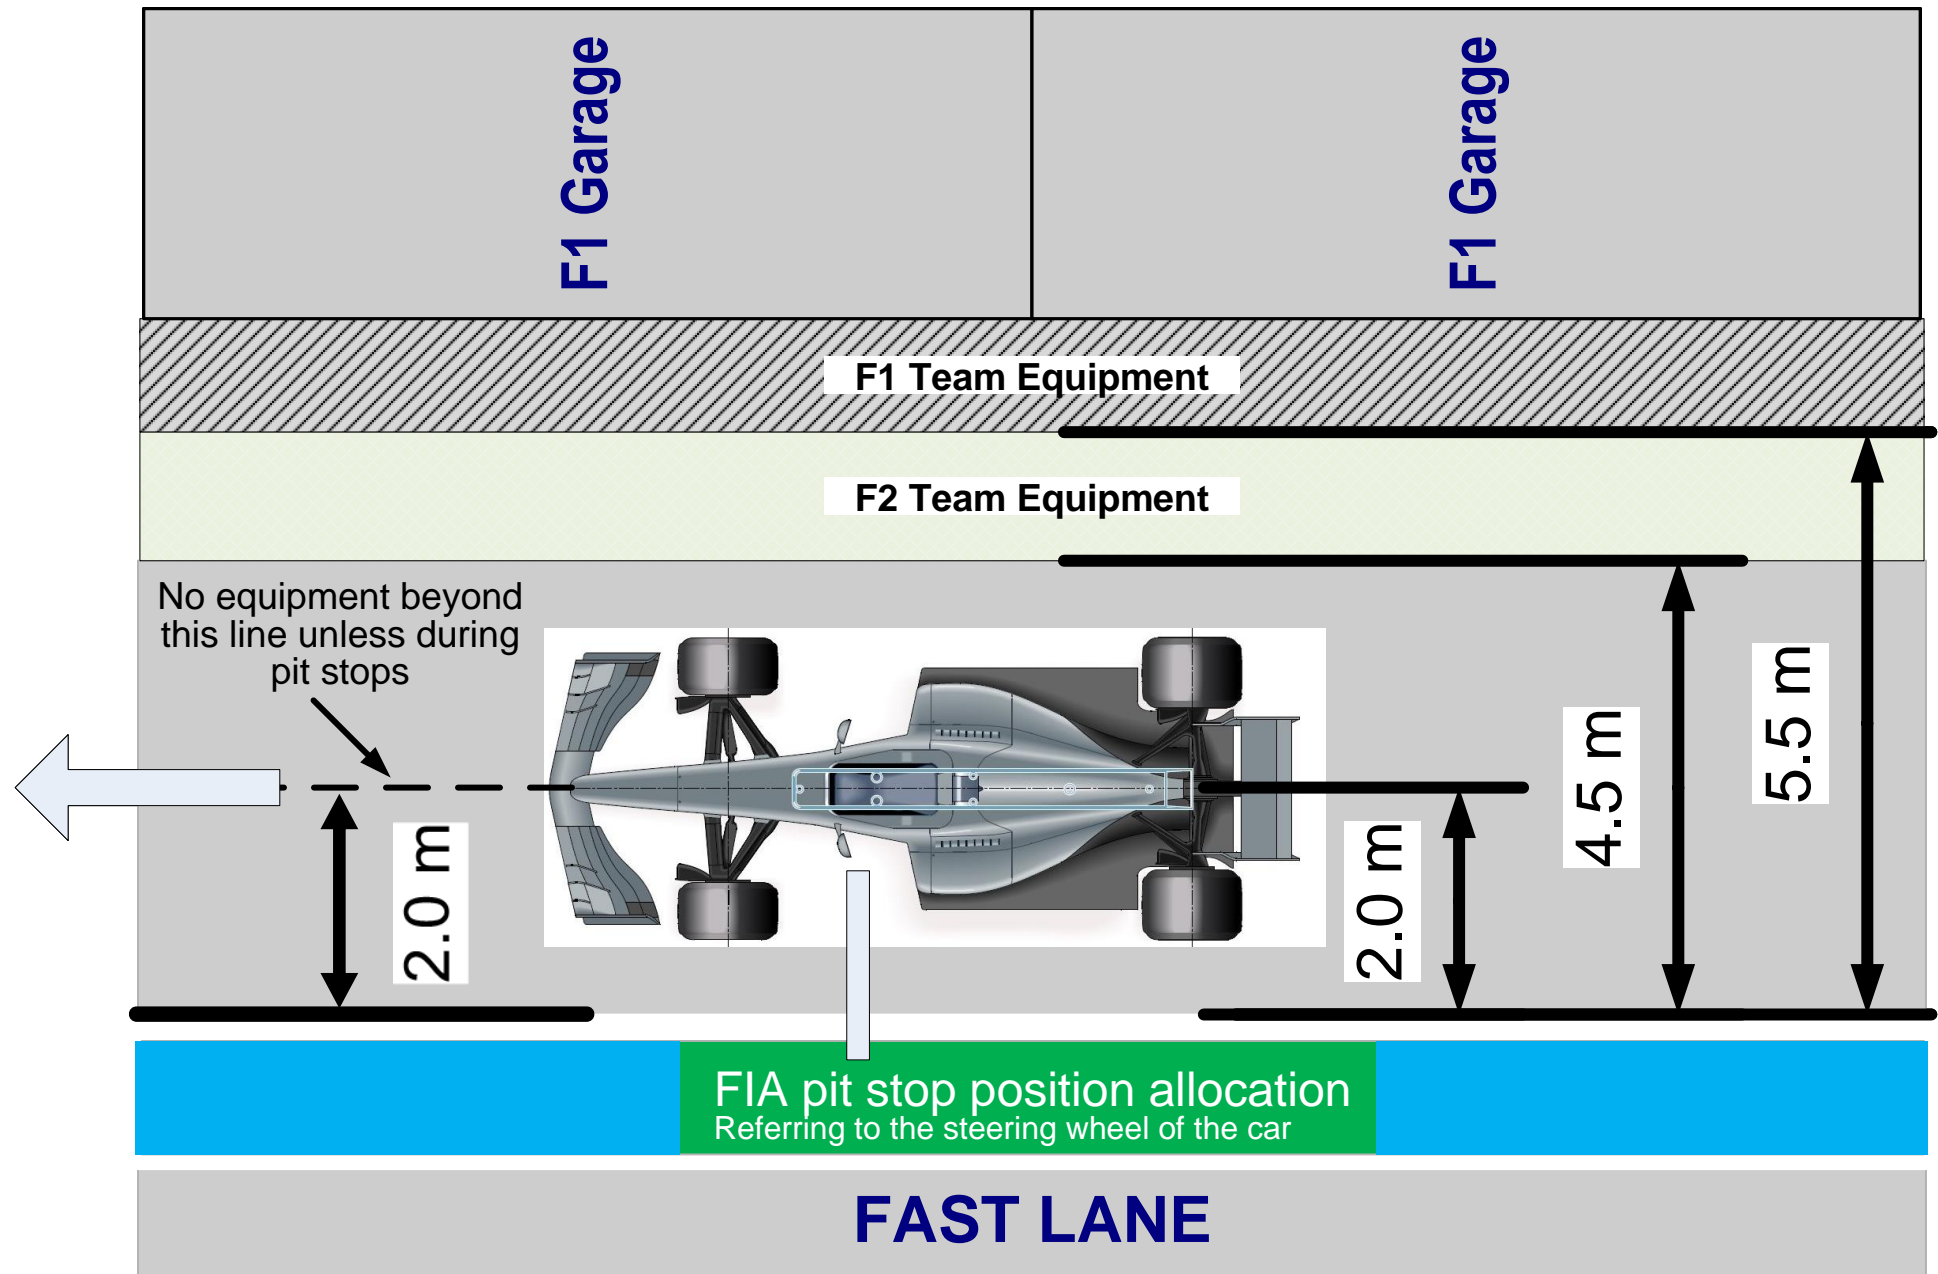 F1 Garage
F1 Garage
F1 Team Equipment
F2 Team Equipment
No equipment beyond
this line unless during
pit stops
2.0 m
2.0 m
4.5 m
5.5 m
FIA pit stop position allocation
Referring to the steering wheel of the car
FAST LANE